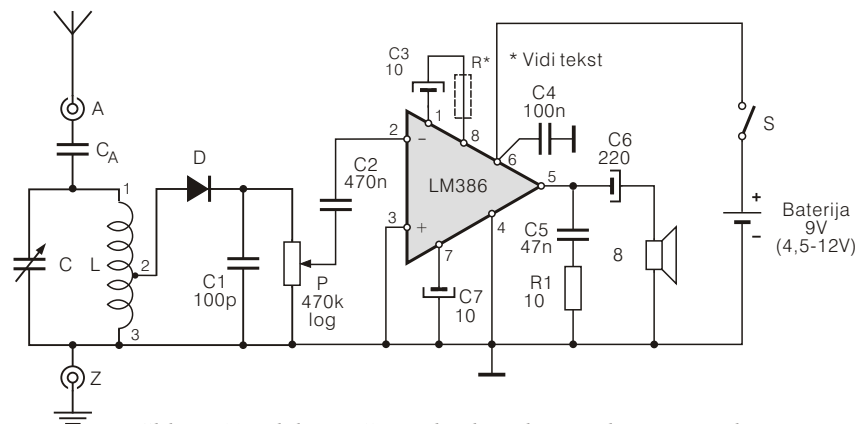 C3
10
R*
* Vidi tekst
A
C4
100n
1
8
S
C_A
D
2
–
6
C6
220
1
C2
470n
LM386
5
+
Baterija
9V
(4,5-12V)
–
3
+
4
C5
47n
C
L
2
C1
100p
P
470k
log
7
C7
10
R1
10
8
3
Z